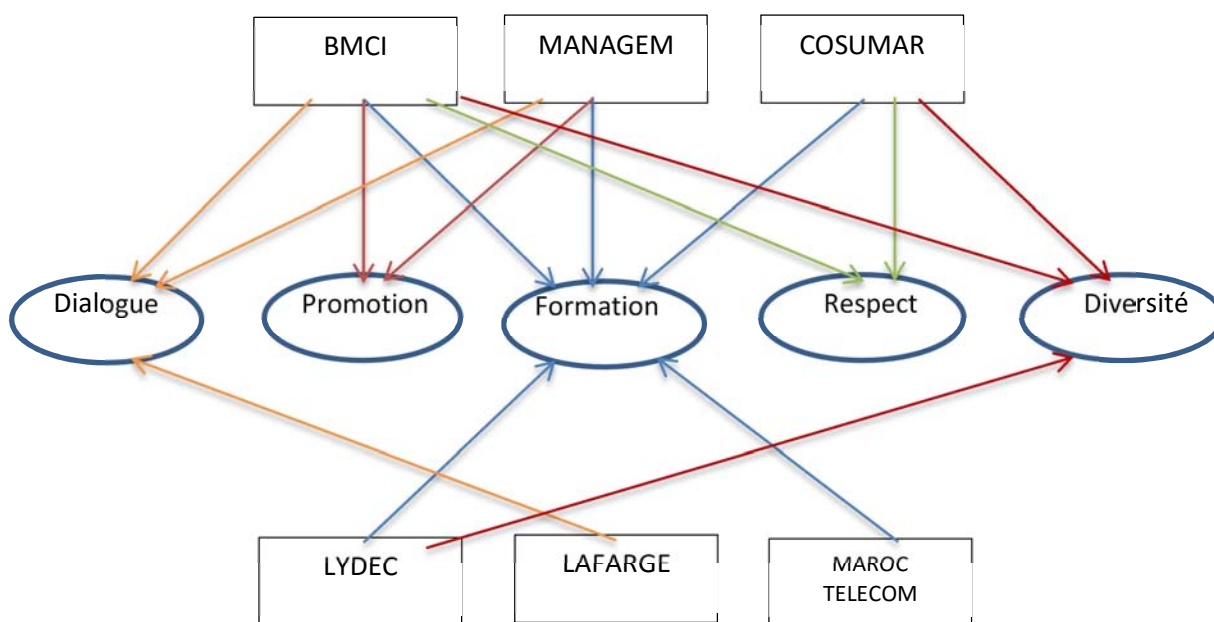 BMCI
MANAGEM
COSUMAR
Dialogue
Promotion
Formation
Respect
Diversité
LYDEC
LAFARGE
MAROC
TELECOM